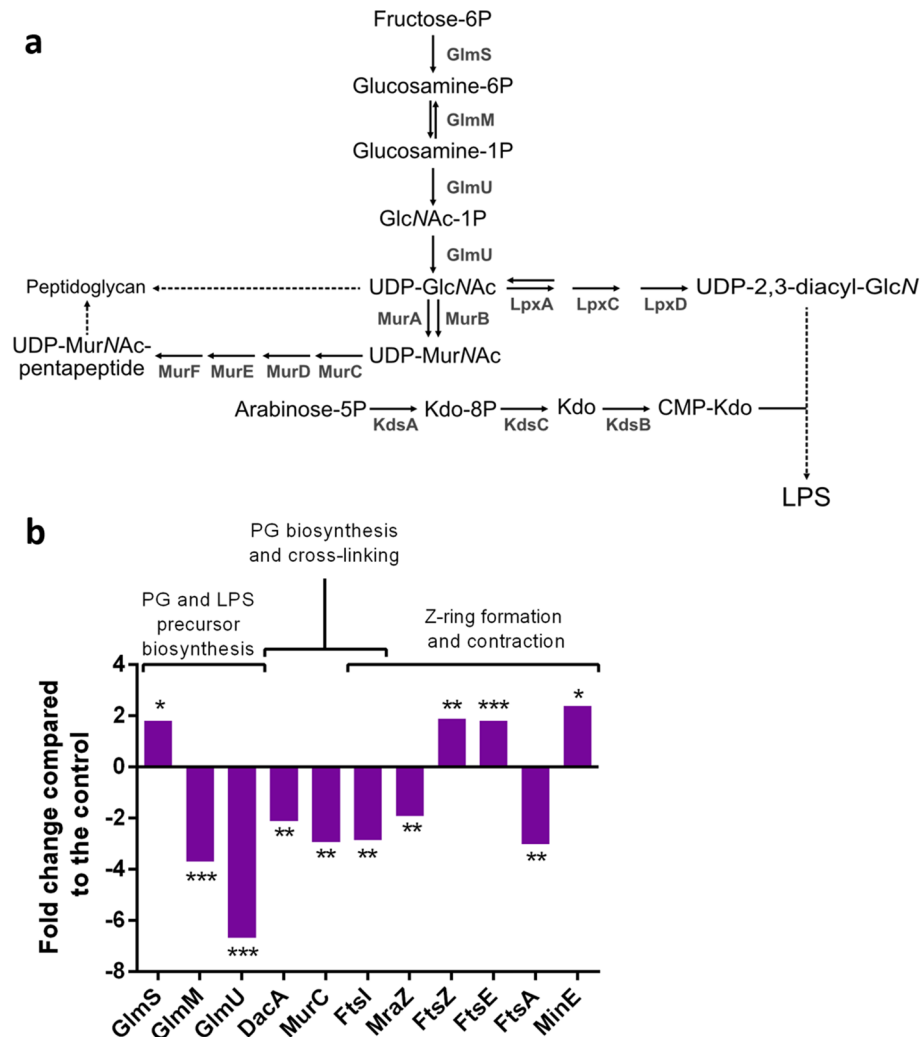 a
Fructose-6P
GlmS
Glucosamine-6P
GlmM
Glucosamine-1P
GlmU
GlcNAc-1P
GlmU
Peptidoglycan
UDP-GlcNAc
LpxA
LpxC
LpxD
UDP-2,3-diacyl-GlcN
MurA
MurB
UDP-MurNAc-
pentapeptide
MurF
MurE
MurD
MurC
UDP-MurNAc
Arabinose-5P
KdsA
Kdo-8P
KdsC
Kdo
KdsB
CMP-Kdo
LPS
b
PG biosynthesis
and cross-linking
PG and LPS
precursor
biosynthesis
Z-ring formation
and contraction
Fold change compared
to the control
4
2
0
-2
-4
-6
-8
*
***
***
**
**
**
**
**
***
**
*
GlmS
GlmM
GlmU
DacA
MurC
FtsI
MraZ
FtsZ
FtsE
FtsA
MinE